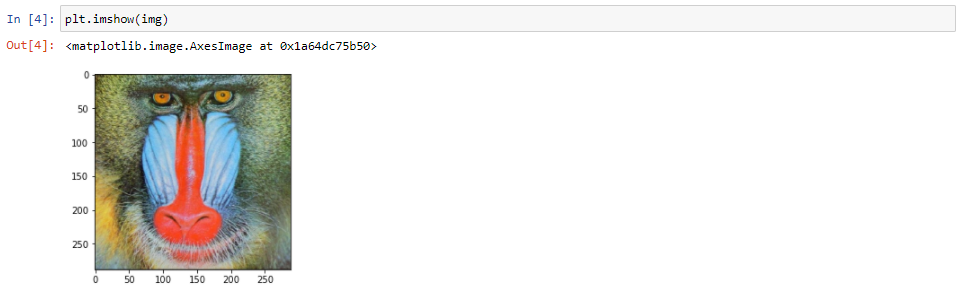 In [4]: plt.imshow(img)
Out[4]: <matplotlib.image.AxesImage at 0x1a64dc75b50>
0
50
100
150
200
250
0 50 100 150 200 250